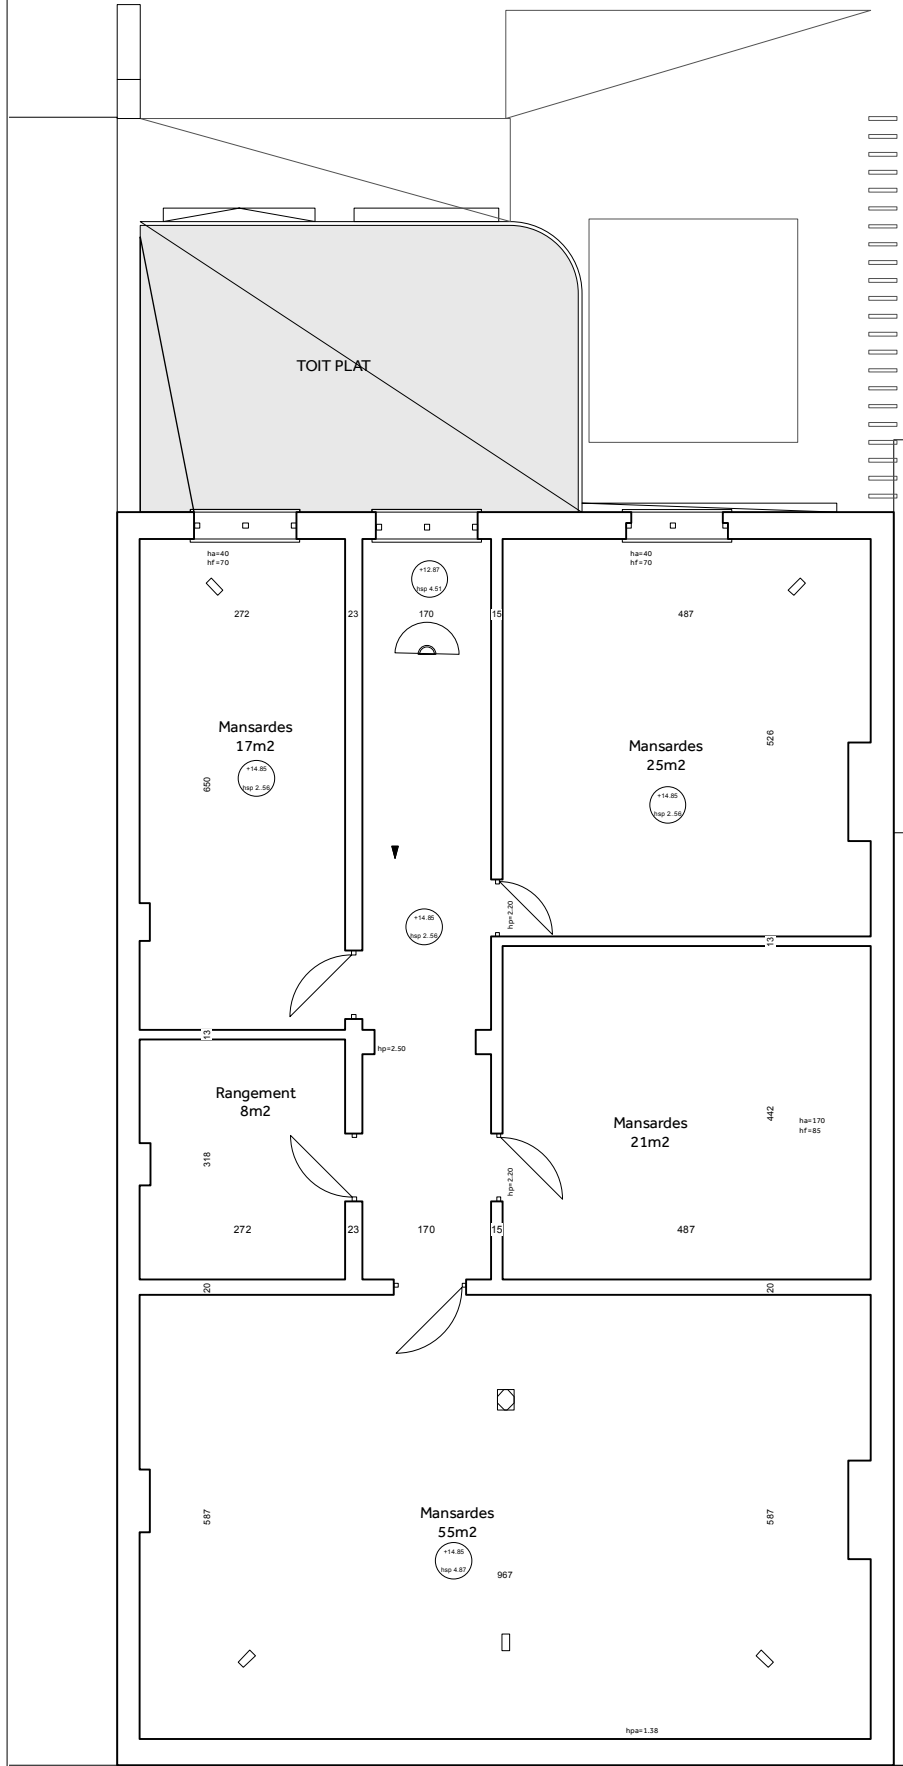 TOIT PLAT
ha=40
hf=70
+12.87
hsp 4.51
ha=40
hf=70
272
23
170
15
487
Mansardes
17m2
+14.85
hsp 2..56
650
Mansardes
25m2
+14.85
hsp 2..56
526
+14.85
hsp 2..56
hp=2.20
13
13
hp=2.50
Rangement
8m2
318
Mansardes
21m2
442
ha=170
hf=85
hp=2.20
272
23
170
15
487
20
20
587
Mansardes
55m2
+14.85
hsp 4.87
967
587
hpa=1.38